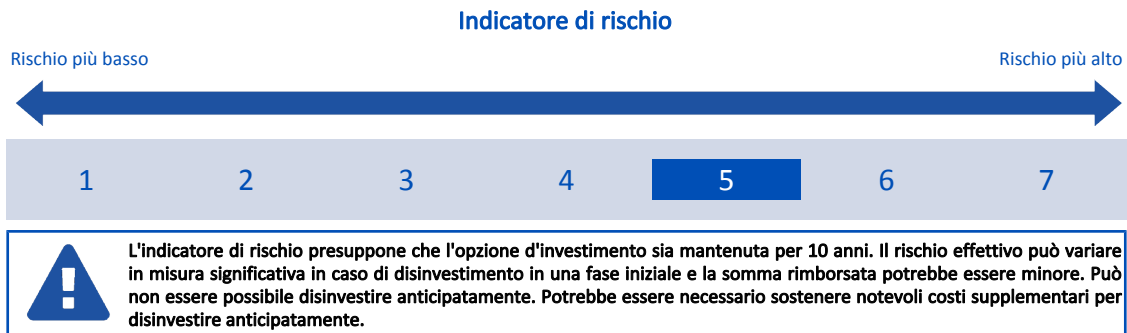 Indicatore di rischio
Rischio più basso
Rischio più alto
1 2 3 4 5 6 7
L'indicatore di rischio presuppone che l'opzione d'investimento sia mantenuta per 10 anni. Il rischio effettivo può variare
in misura significativa in caso di disinvestimento in una fase iniziale e la somma rimborsata potrebbe essere minore. Può
non essere possibile disinvestire anticipatamente. Potrebbe essere necessario sostenere notevoli costi supplementari per
disinvestire anticipatamente.